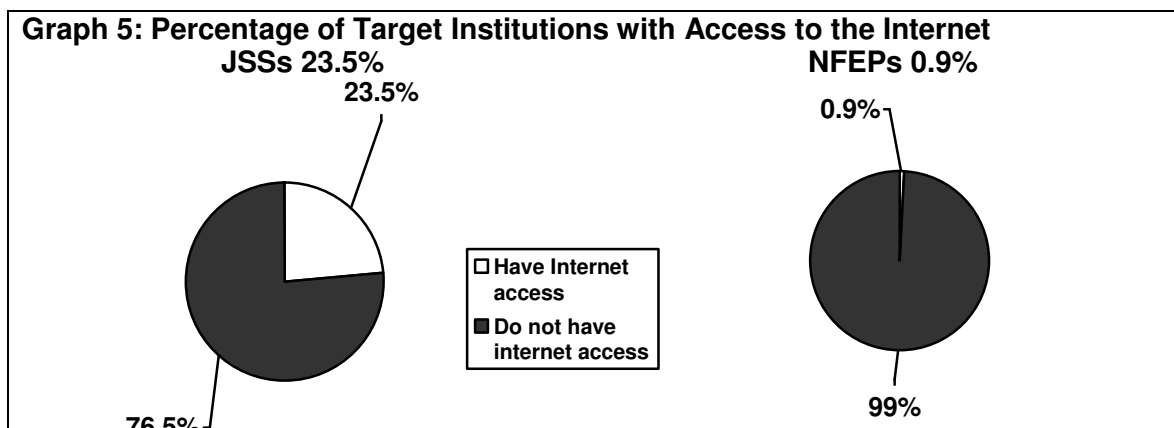 Graph 5: Percentage of Target Institutions with Access to the Internet
JSSs 23.5%
NFEPs 0.9%
23.5%
0.9%
Have Internet
access
Do not have
internet access
76.5%
99%